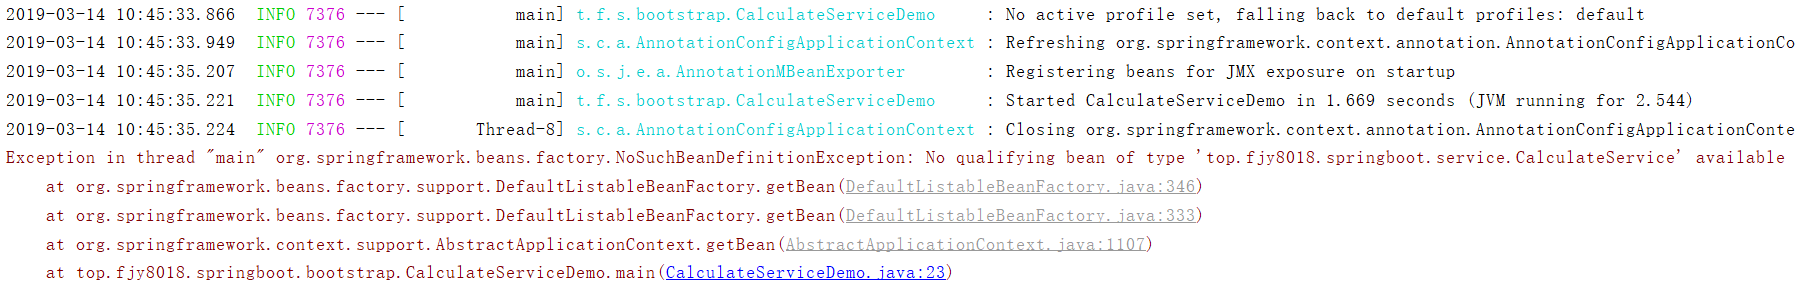 2019-03-14 10:45:33.866  INFO 7376 --- [           main] t.f.s.bootstrap.CalculateServiceDemo     : No active profile set, falling back to default profiles: default
2019-03-14 10:45:33.949  INFO 7376 --- [           main] s.c.a.AnnotationConfigApplicationContext : Refreshing org.springframework.context.annotation.AnnotationConfigApplicationCo
2019-03-14 10:45:35.207  INFO 7376 --- [           main] o.s.j.e.a.AnnotationMBeanExporter        : Registering beans for JMX exposure on startup
2019-03-14 10:45:35.221  INFO 7376 --- [           main] t.f.s.bootstrap.CalculateServiceDemo     : Started CalculateServiceDemo in 1.669 seconds (JVM running for 2.544)
2019-03-14 10:45:35.224  INFO 7376 --- [       Thread-8] s.c.a.AnnotationConfigApplicationContext : Closing org.springframework.context.annotation.AnnotationConfigApplicationConte
Exception in thread "main" org.springframework.beans.factory.NoSuchBeanDefinitionException: No qualifying bean of type 'top.fjy8018.springboot.service.CalculateService' available
    at org.springframework.beans.factory.support.DefaultListableBeanFactory.getBean(DefaultListableBeanFactory.java:346)
    at org.springframework.beans.factory.support.DefaultListableBeanFactory.getBean(DefaultListableBeanFactory.java:333)
    at org.springframework.context.support.AbstractApplicationContext.getBean(AbstractApplicationContext.java:1107)
    at top.fjy8018.springboot.bootstrap.CalculateServiceDemo.main(CalculateServiceDemo.java:23)